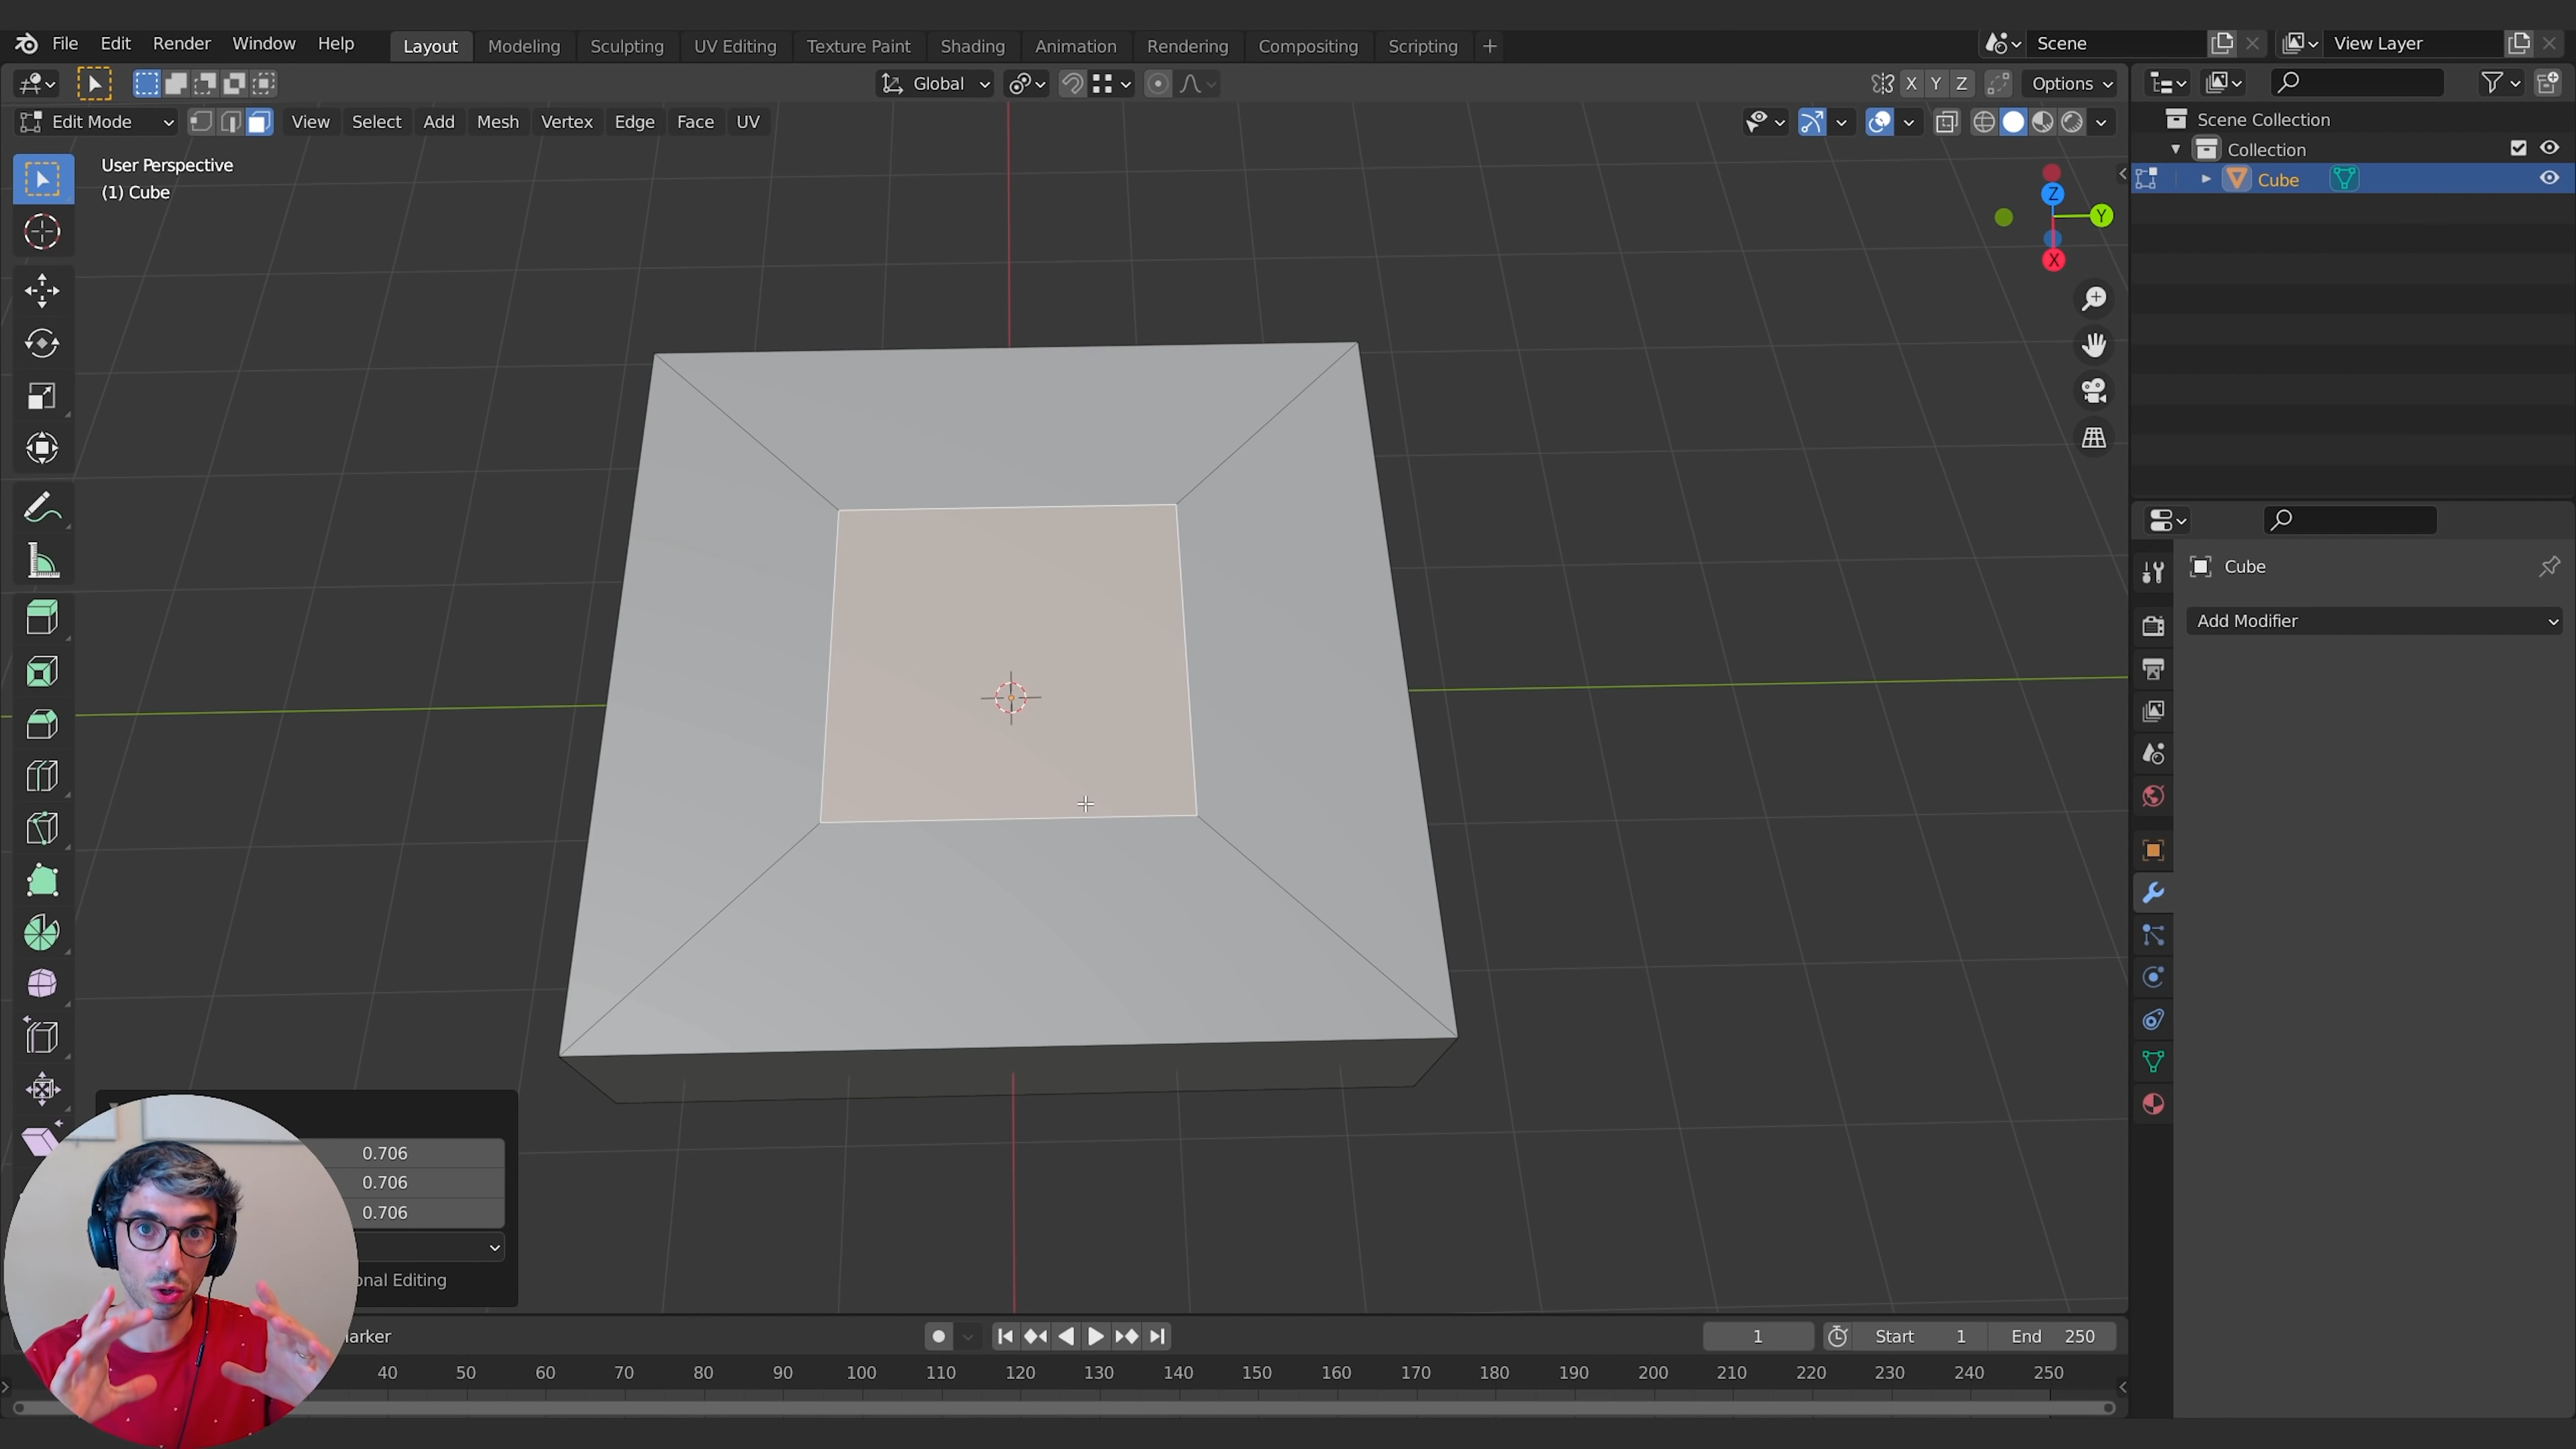 File Edit Render Window Help Layout Modeling Sculpting UV Editing Texture Paint Shading Animation Rendering Compositing Scripting + Scene View Layer
Global X Y Z Options
Edit Mode View Select Add Mesh Vertex Edge Face UV
User Perspective
(1) Cube
Z
Y
X
Scene Collection
Collection
Cube
Cube
Add Modifier
0.706
0.706
0.706
onal Editing
arker
1 Start 1 End 250
40 50 60 70 80 90 100 110 120 130 140 150 160 170 180 190 200 210 220 230 240 250